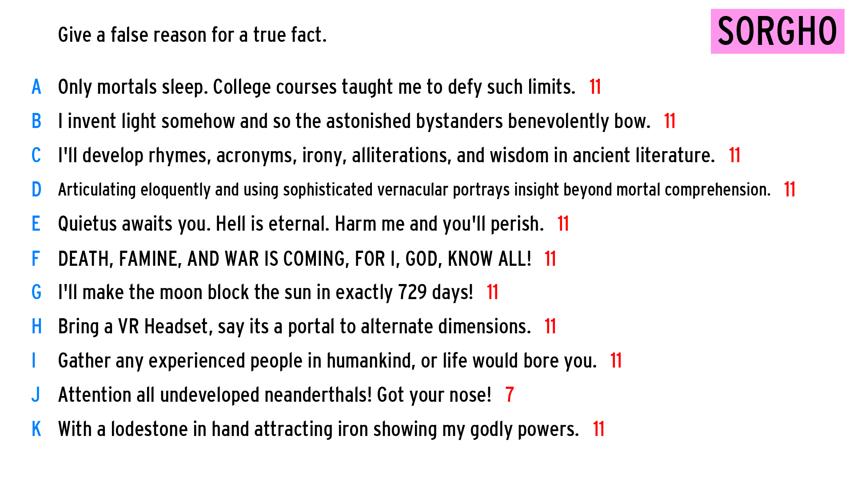 Give a false reason for a true fact.
SORGHO
A Only mortals sleep. College courses taught me to defy such limits. 11
B I invent light somehow and so the astonished bystanders benevolently bow. 11
C I'll develop rhymes, acronyms, irony, alliterations, and wisdom in ancient literature. 11
D Articulating eloquently and using sophisticated vernacular portrays insight beyond mortal comprehension. 11
E Quietus awaits you. Hell is eternal. Harm me and you'll perish. 11
F DEATH, FAMINE, AND WAR IS COMING, FOR I, GOD, KNOW ALL! 11
G I'll make the moon block the sun in exactly 729 days! 11
H Bring a VR Headset, say its a portal to alternate dimensions. 11
I Gather any experienced people in humankind, or life would bore you. 11
J Attention all undeveloped neanderthals! Got your nose! 7
K With a lodestone in hand attracting iron showing my godly powers. 11